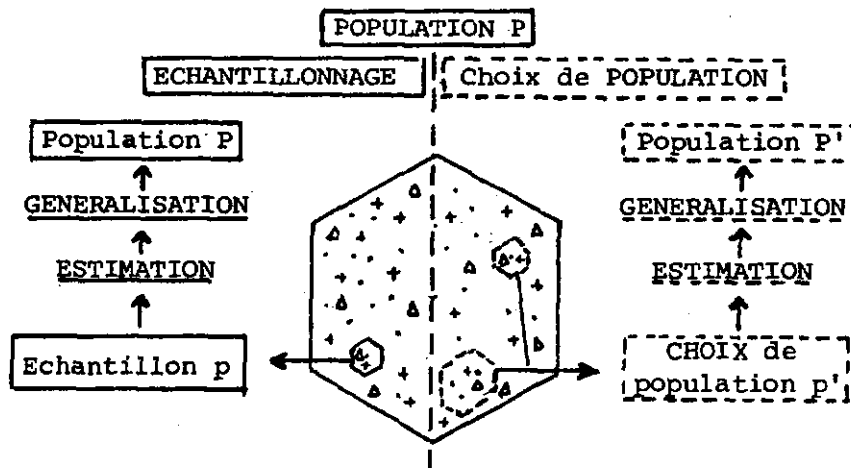 POPULATION P
ECHANTILLONNAGE
Choix de POPULATION
Population P
GENERALISATION
ESTIMATION
Echantillon p
Population P'
GENERALISATION
ESTIMATION
CHOIX de
population p'